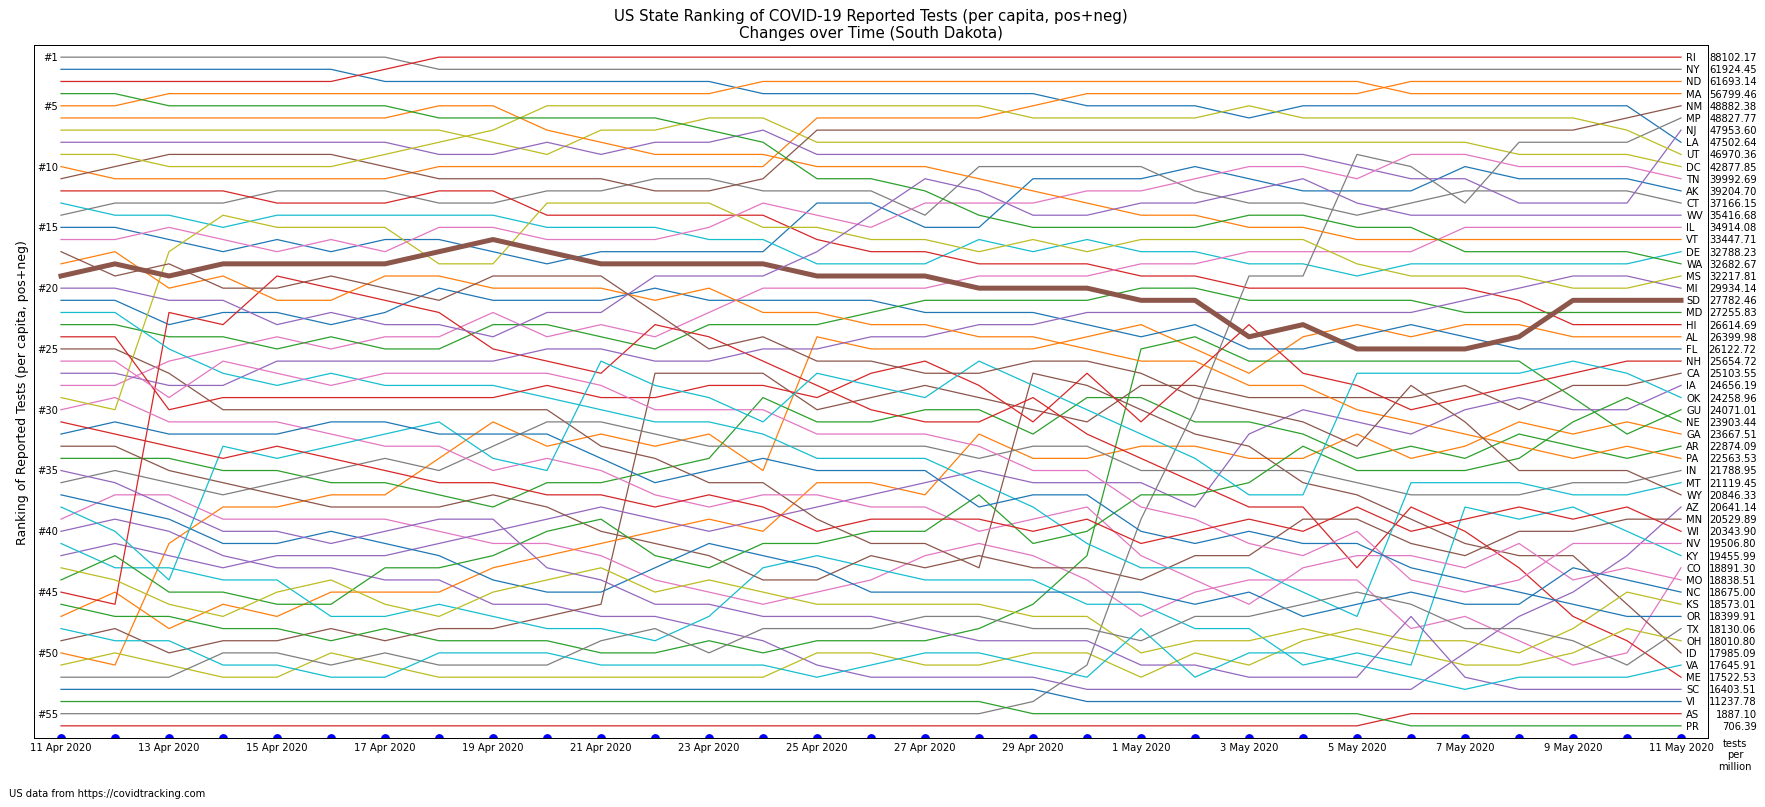 US State Ranking of COVID-19 Reported Tests (per capita, pos+neg)
Changes over Time (South Dakota)
Ranking of Reported Tests (per capita, pos+neg)
#1
#5
#10
#15
#20
#25
#30
#35
#40
#45
#50
#55
RI 88102.17
NY 61924.45
ND 61693.14
MA 56799.46
NM 48882.38
MP 48827.77
NJ 47953.60
LA 47502.64
UT 46970.36
DC 42877.85
TN 39992.69
AK 39204.70
CT 37166.15
WV 35416.68
IL 34914.08
VT 33447.71
DE 32788.23
WA 32682.67
MS 32217.81
MI 29934.14
SD 27782.46
MD 27255.83
HI 26614.69
AL 26399.98
FL 26122.72
NH 25654.72
CA 25103.55
IA 24656.19
OK 24258.96
GU 24071.01
NE 23903.44
GA 23667.51
AR 22874.09
PA 22563.53
IN 21788.95
MT 21119.45
WY 20846.33
AZ 20641.14
MN 20529.89
WI 20343.90
NV 19506.80
KY 19455.99
CO 18891.30
MO 18838.51
NC 18675.00
KS 18573.01
OR 18399.91
TX 18130.06
OH 18010.80
ID 17985.09
VA 17645.91
ME 17522.53
SC 16403.51
VI 11237.78
AS 1887.10
PR 706.39
11 Apr 2020 13 Apr 2020 15 Apr 2020 17 Apr 2020 19 Apr 2020 21 Apr 2020 23 Apr 2020 25 Apr 2020 27 Apr 2020 29 Apr 2020 1 May 2020 3 May 2020 5 May 2020 7 May 2020 9 May 2020 11 May 2020
tests
per
million
US data from https://covidtracking.com